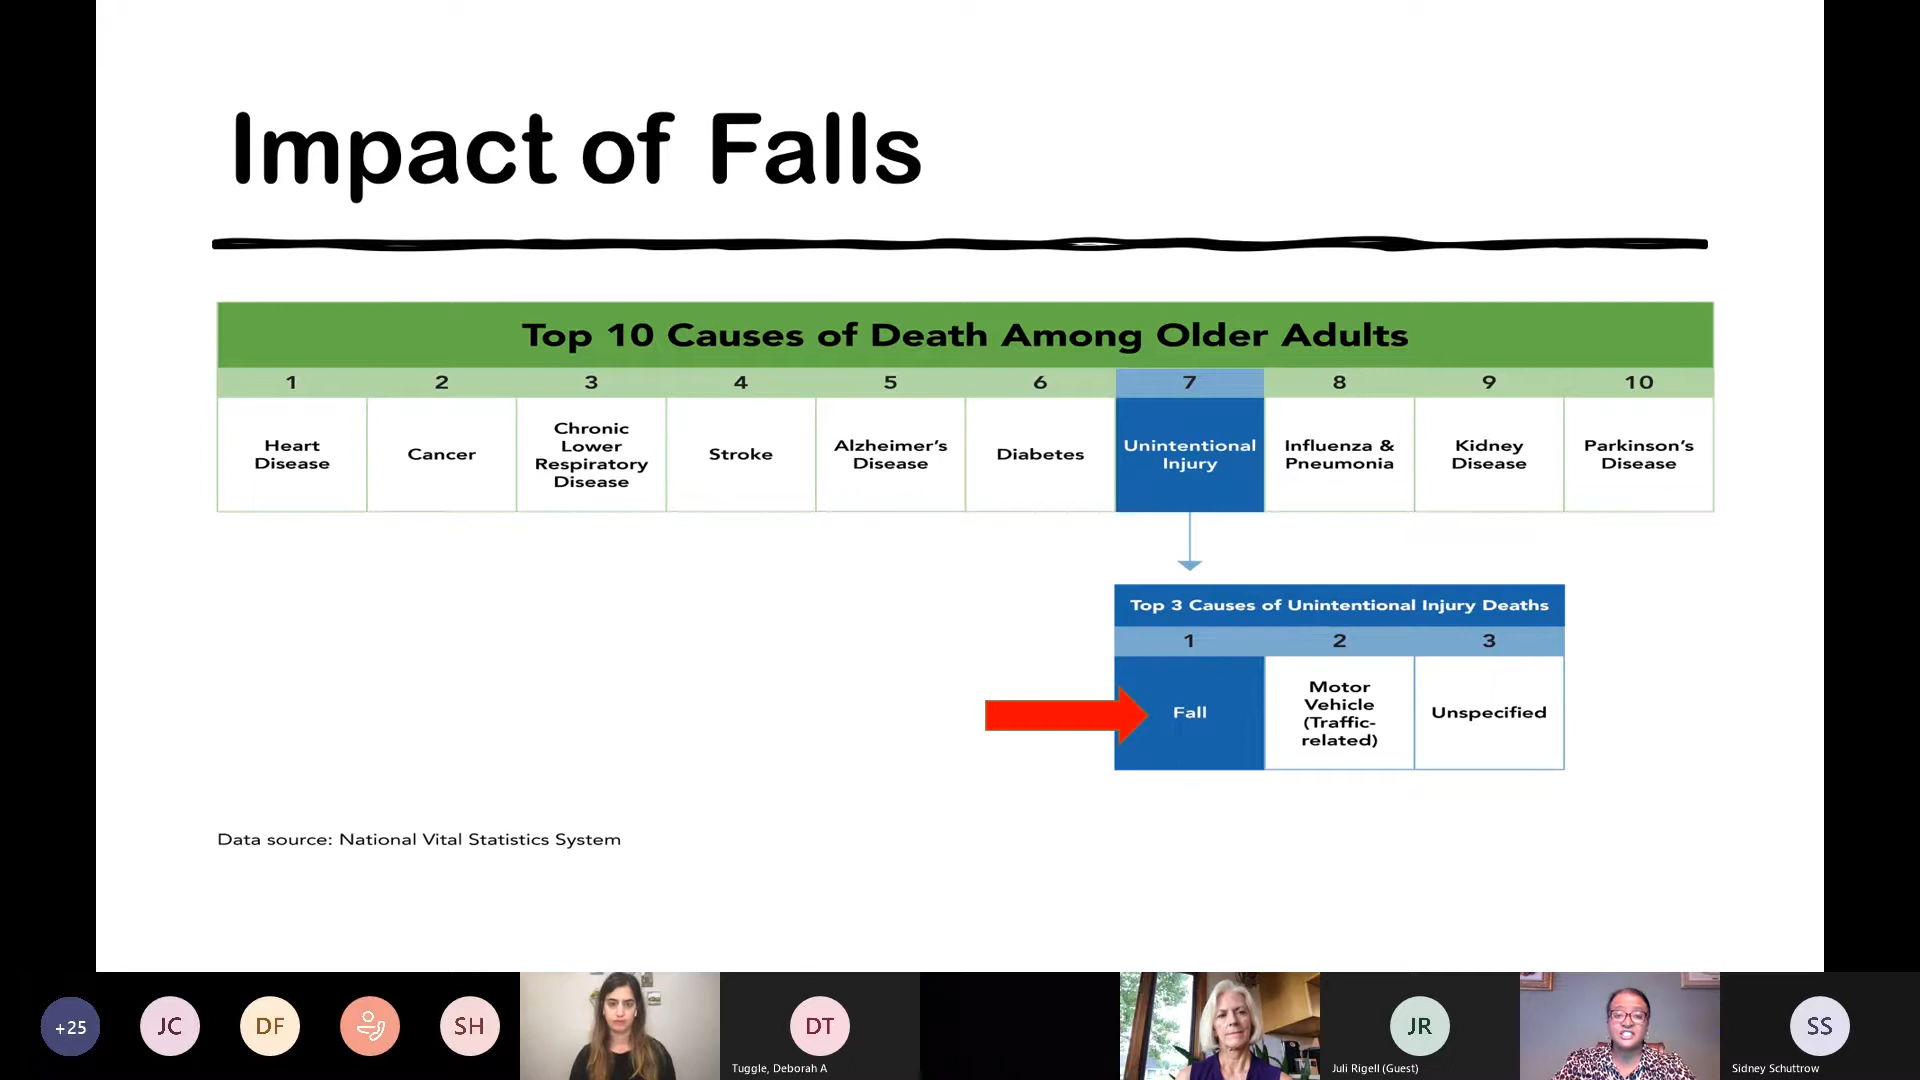 Impact of Falls
Top 10 Causes of Death Among Older Adults
1 2 3 4 5 6 7 8 9 10
Heart
Disease
Cancer
Chronic
Lower
Respiratory
Disease
Stroke
Alzheimer's
Disease
Diabetes
Unintentional
Injury
Influenza &
Pneumonia
Kidney
Disease
Parkinson's
Disease
Top 3 Causes of Unintentional Injury Deaths
1 2 3
Fall
Motor
Vehicle
(Traffic-
related)
Unspecified
Data source: National Vital Statistics System
+25
JC
DF
SH
DT
Tuggle, Deborah A
JR
Juli Rigell (Guest)
SS
Sidney Schuttrow